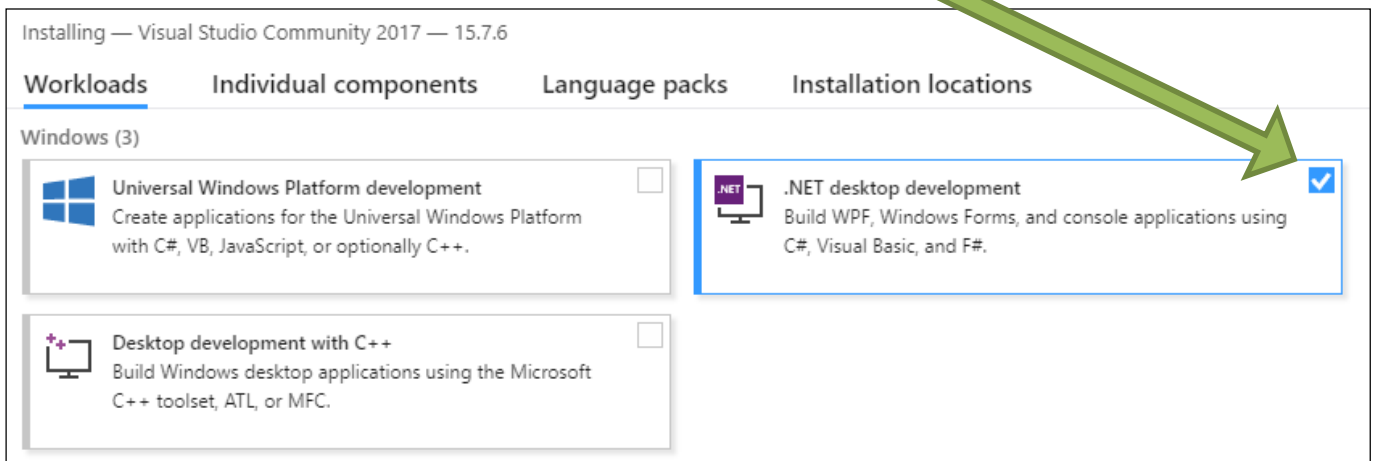 Installing — Visual Studio Community 2017 — 15.7.6
Workloads Individual components Language packs Installation locations
Windows (3)
Universal Windows Platform development
Create applications for the Universal Windows Platform
with C#, VB, JavaScript, or optionally C++.
.NET
.NET desktop development
Build WPF, Windows Forms, and console applications using
C#, Visual Basic, and F#.
Desktop development with C++
Build Windows desktop applications using the Microsoft
C++ toolset, ATL, or MFC.